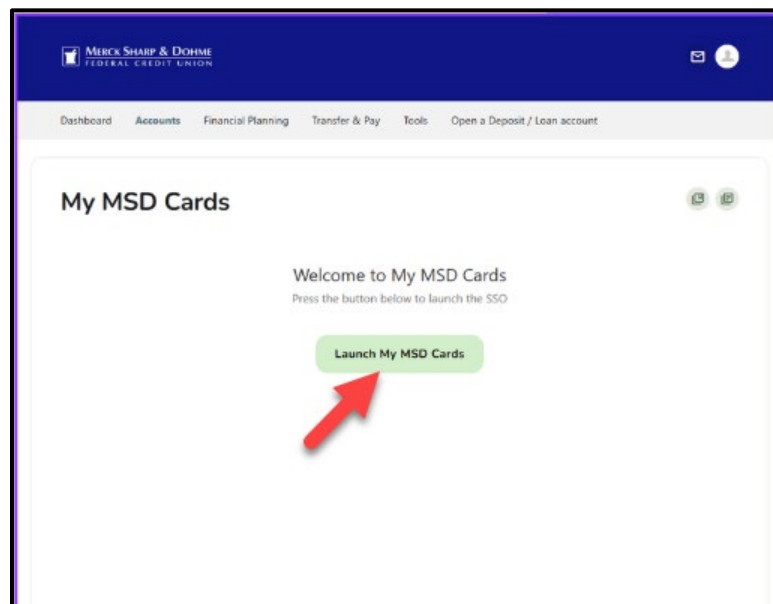 MERCK SHARP & DOHME
FEDERAL CREDIT UNION
Dashboard Accounts Financial Planning Transfer & Pay Tools Open a Deposit / Loan account
My MSD Cards
Welcome to My MSD Cards
Press the button below to launch the SSO
Launch My MSD Cards